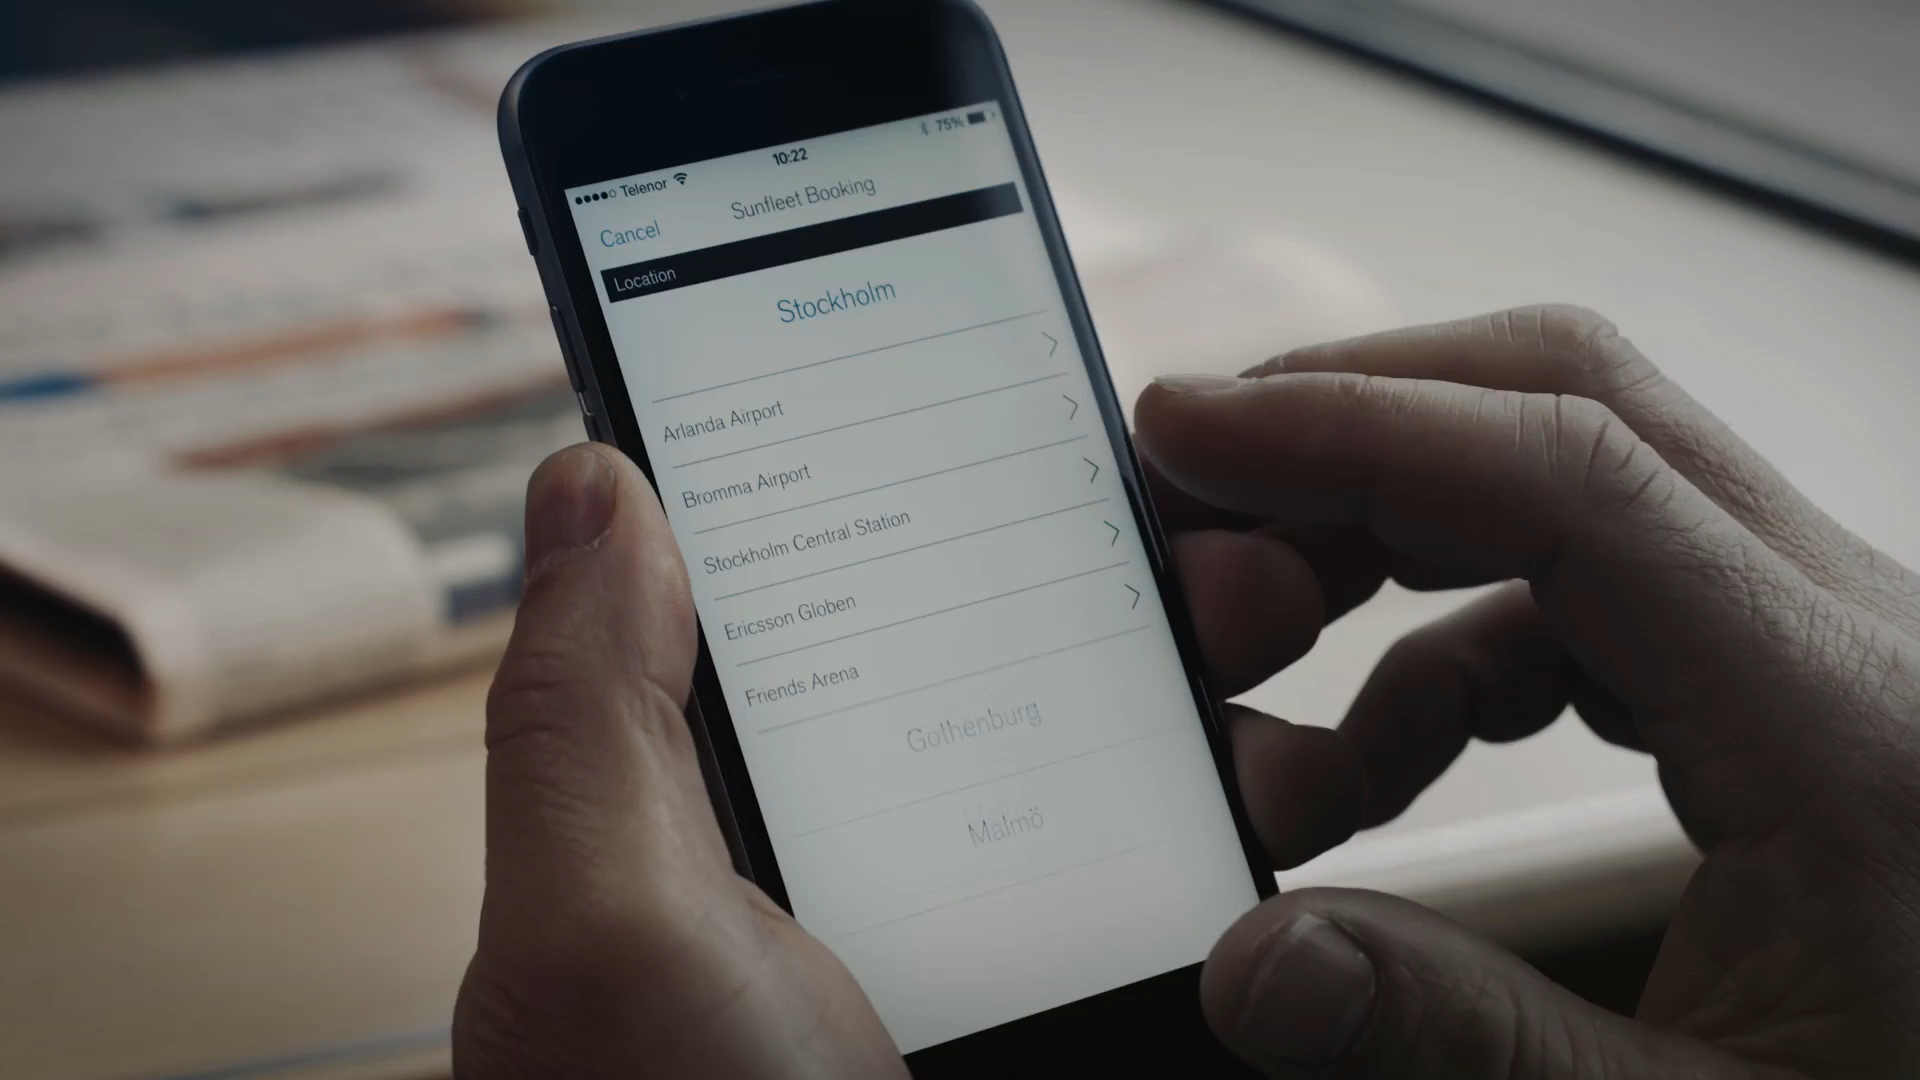 Telenor
10:22
75%
Cancel
Sunfleet Booking
Location
Stockholm
Arlanda Airport
Bromma Airport
Stockholm Central Station
Ericsson Globen
Friends Arena
Gothenburg
Malmö